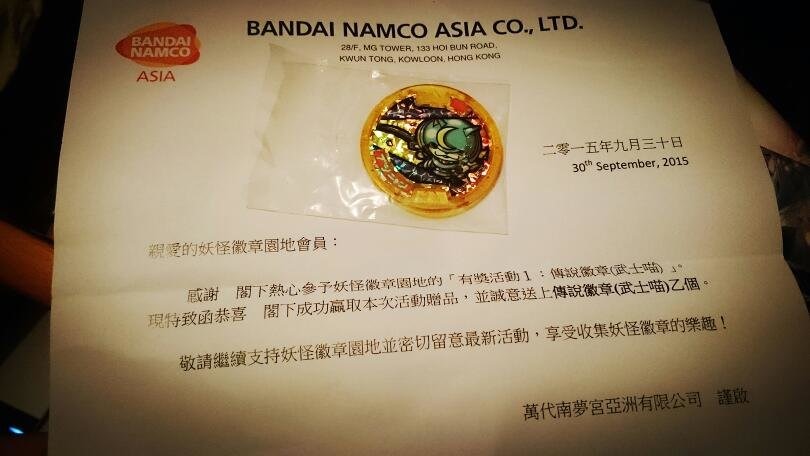 BANDAI NAMCO ASIA CO., LTD.
28/F, MG TOWER, 133 HOI BUN ROAD,
KWUN TONG, KOWLOON, HONG KONG
BANDAI
NAMCO
ASIA
二零一五年九月三十日
30th September, 2015
親愛的妖怪徽章園地會員：
感謝 閣下熱心參予妖怪徽章園地的「有獎活動1：傳說徽章(武士喵) 」。
現特致函恭喜 閣下成功贏取本次活動贈品，並誠意送上傳說徽章(武士喵)乙個。
敬請繼續支持妖怪徽章園地並密切留意最新活動，享受收集妖怪徽章的樂趣！
萬代南夢宮亞洲有限公司 謹啟